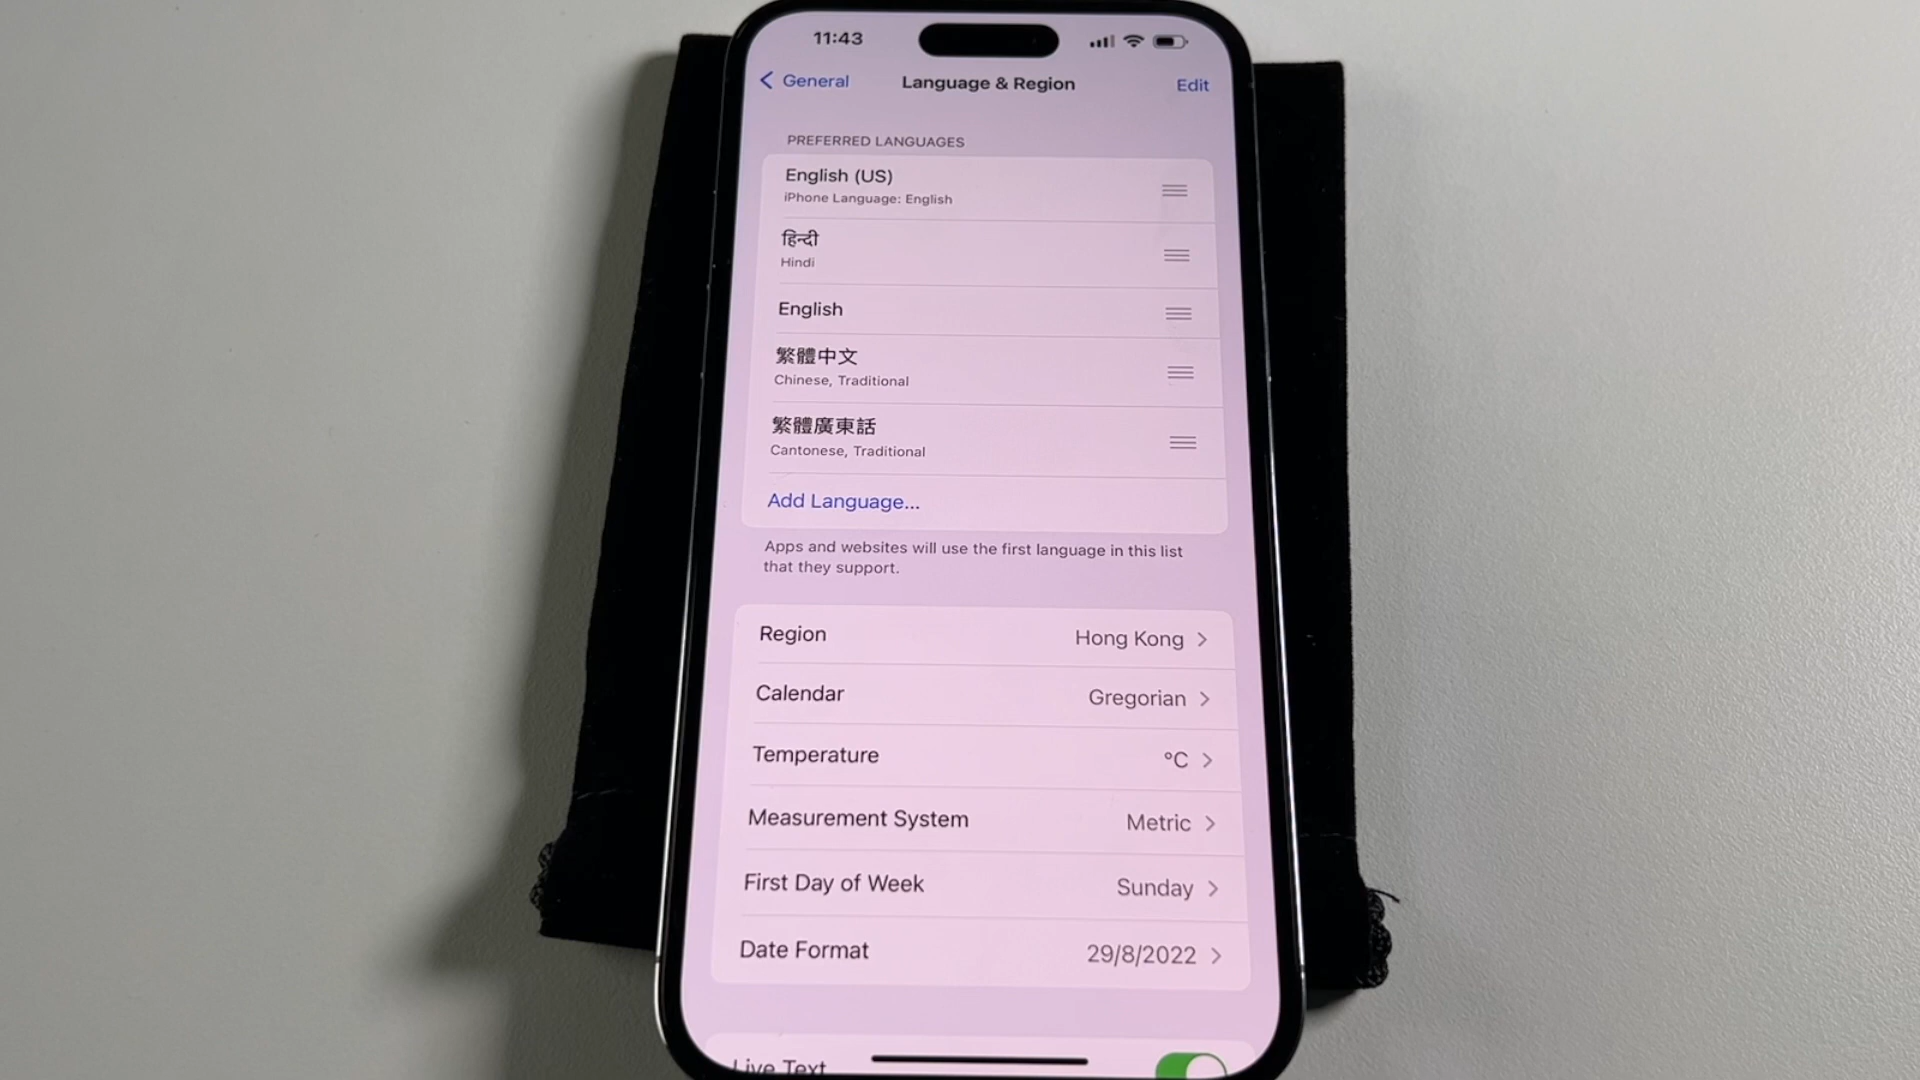 11:43
General
Language & Region
Edit
PREFERRED LANGUAGES
English (US)
iPhone Language: English
हिन्दी
Hindi
English
繁體中文
Chinese, Traditional
繁體廣東話
Cantonese, Traditional
Add Language...
Apps and websites will use the first language in this list
that they support.
Region Hong Kong
Calendar Gregorian
Temperature °C
Measurement System Metric
First Day of Week Sunday
Date Format 29/8/2022
Live Text